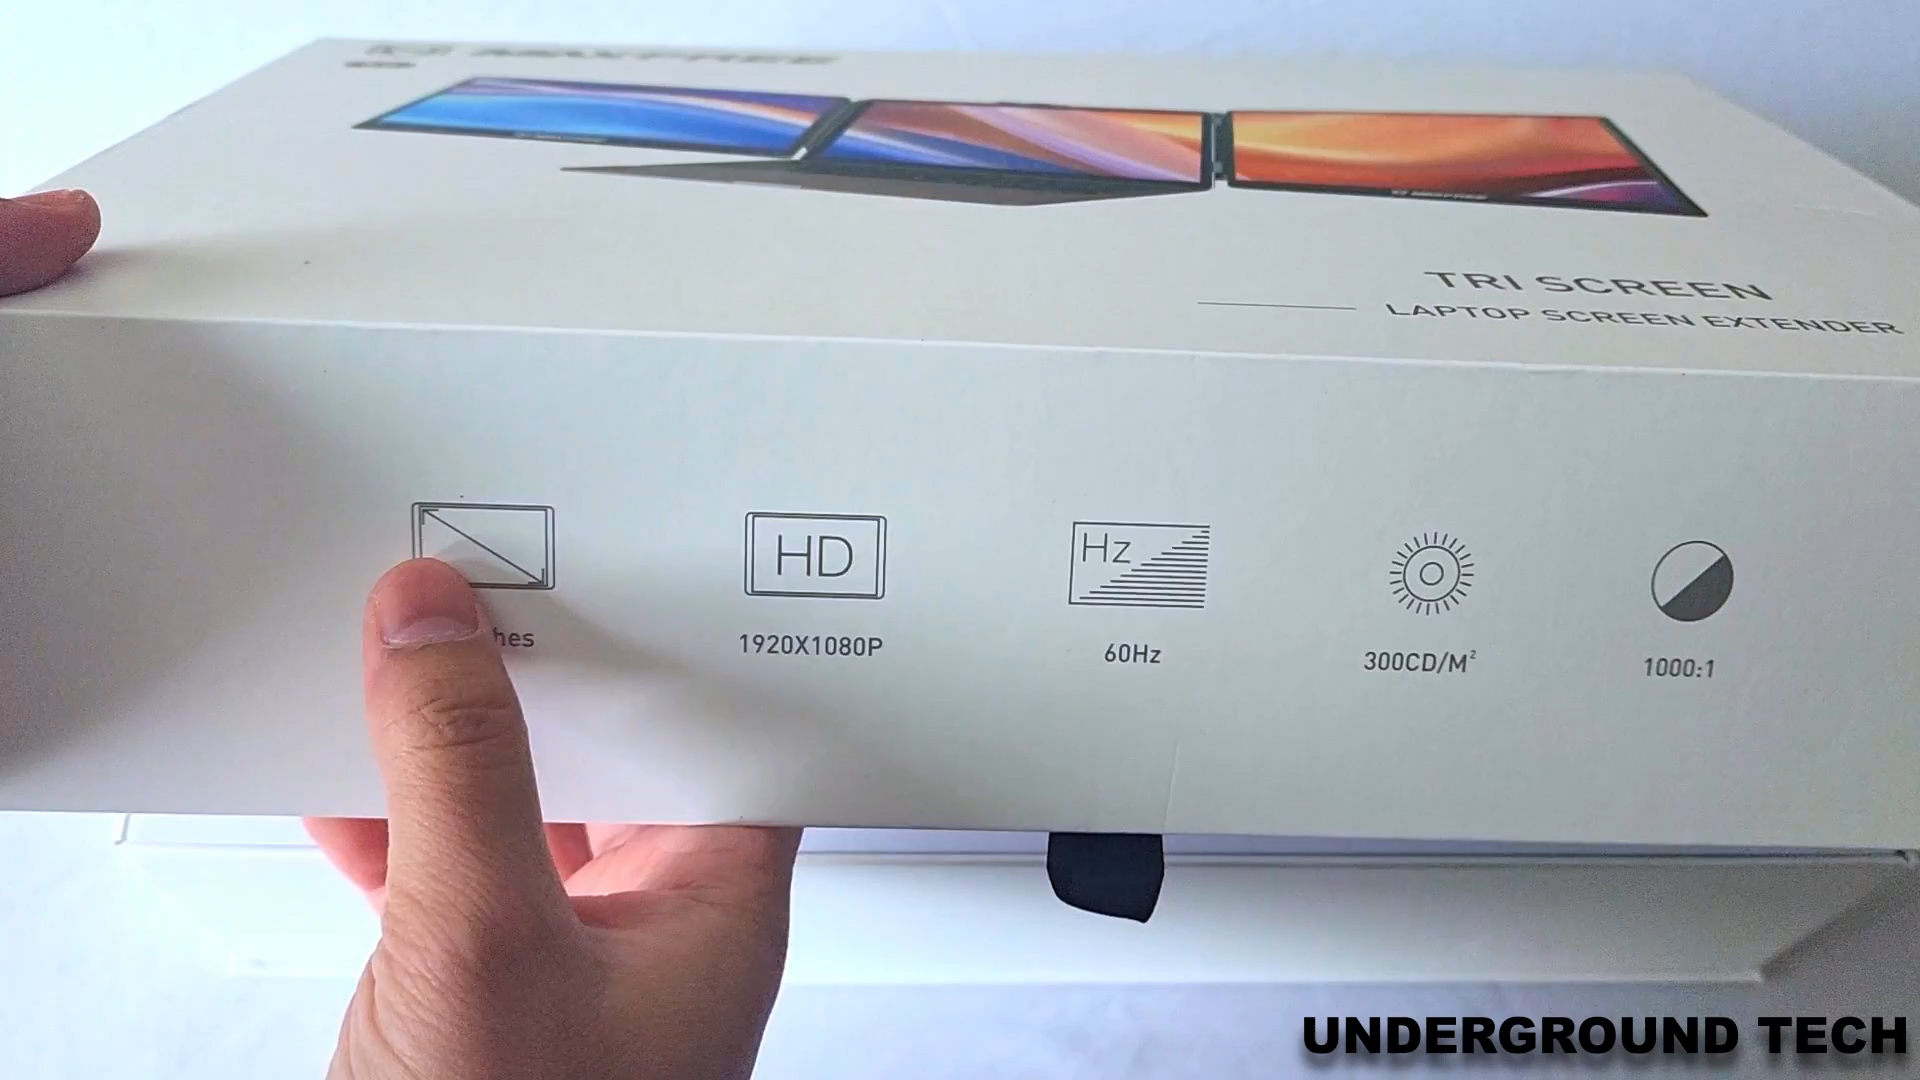 TRI SCREEN
LAPTOP SCREEN EXTENDER
HD
Hz
hes
1920X1080P
60Hz
300CD/M²
1000:1
UNDERGROUND TECH